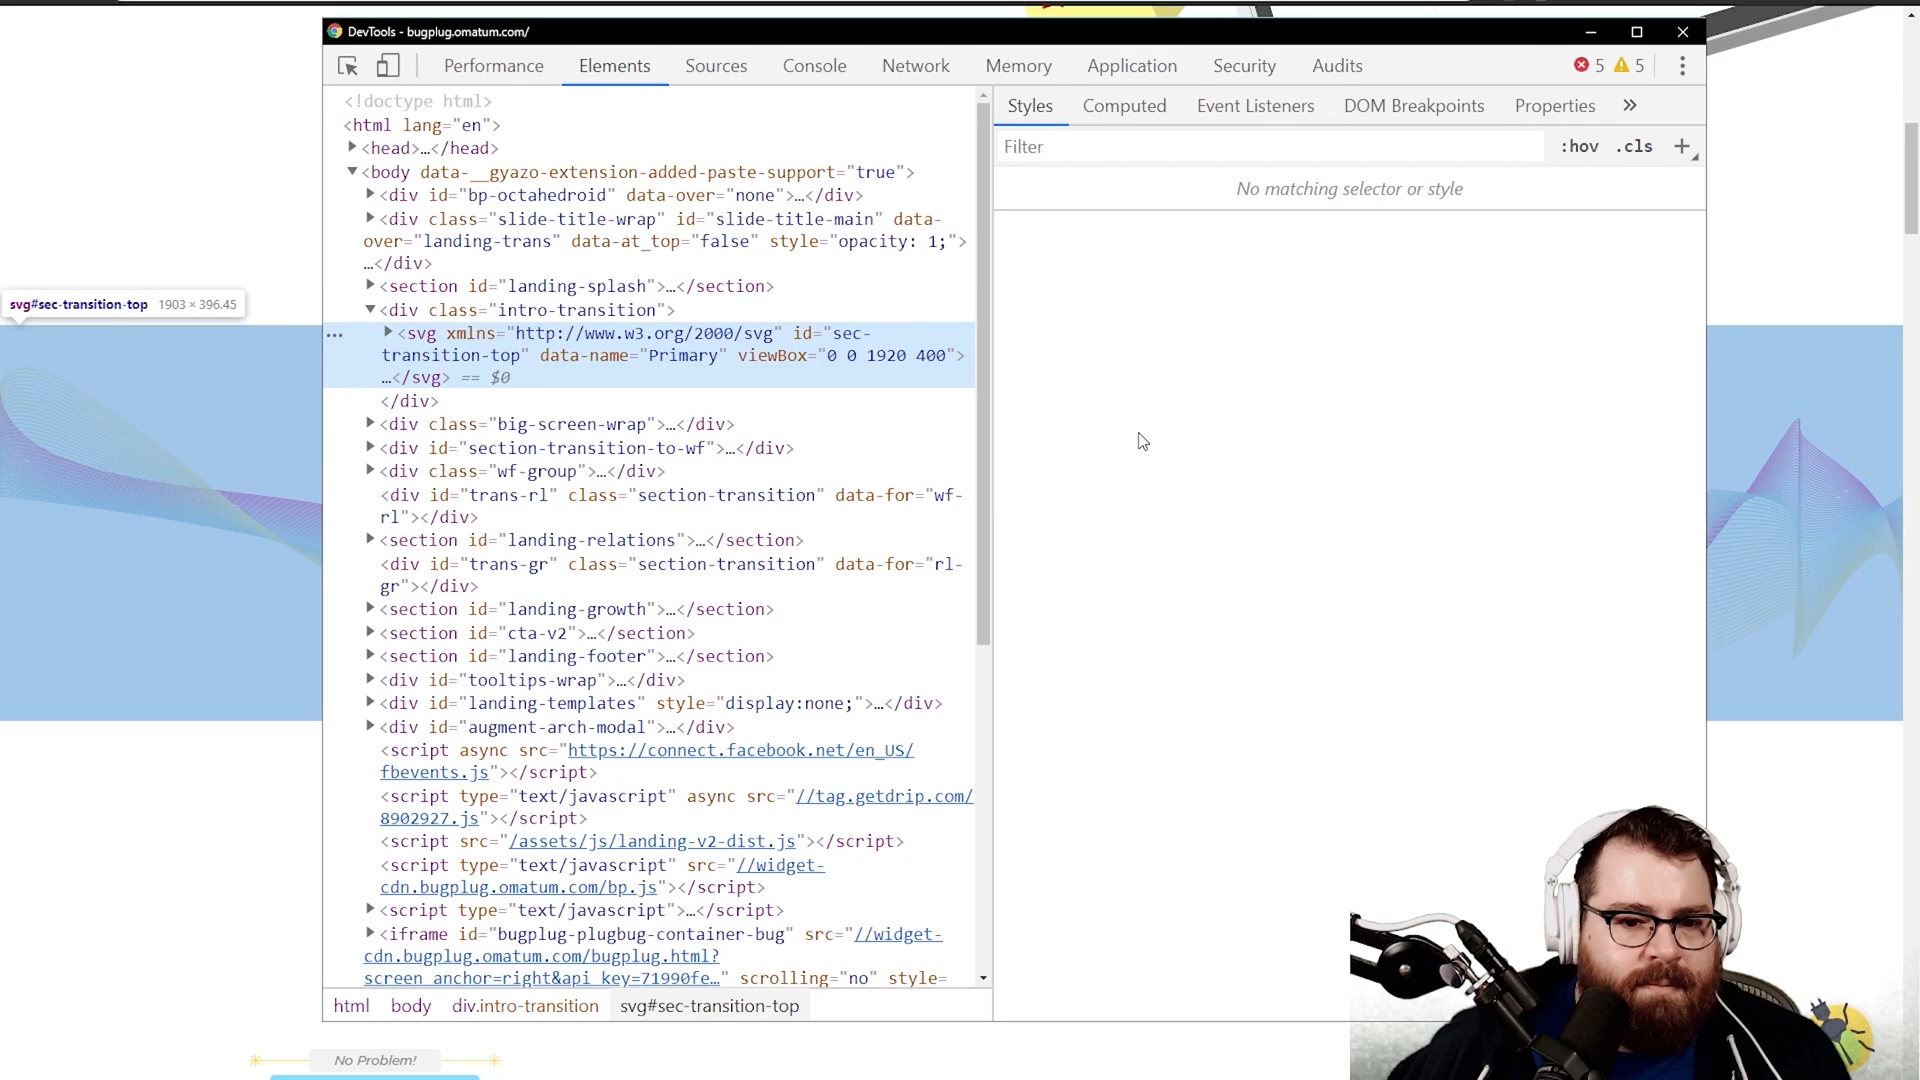 DevTools - bugplug.omatum.com/
Performance Elements Sources Console Network Memory Application Security Audits 5 5
<!doctype html>
<html lang="en">
<head>…</head>
<body data-__gyazo-extension-added-paste-support="true">
<div id="bp-octahedroid" data-over="none">…</div>
<div class="slide-title-wrap" id="slide-title-main" data-
over="landing-trans" data-at_top="false" style="opacity: 1;">
…</div>
<section id="landing-splash">…</section>
<div class="intro-transition">
<svg xmlns="http://www.w3.org/2000/svg" id="sec-
transition-top" data-name="Primary" viewBox="0 0 1920 400">
…</svg> == $0
</div>
<div class="big-screen-wrap">…</div>
<div id="section-transition-to-wf">…</div>
<div class="wf-group">…</div>
<div id="trans-rl" class="section-transition" data-for="wf-
rl"></div>
<section id="landing-relations">…</section>
<div id="trans-gr" class="section-transition" data-for="rl-
gr"></div>
<section id="landing-growth">…</section>
<section id="cta-v2">…</section>
<section id="landing-footer">…</section>
<div id="tooltips-wrap">…</div>
<div id="landing-templates" style="display:none;">…</div>
<div id="augment-arch-modal">…</div>
<script async src="https://connect.facebook.net/en_US/
fbevents.js"></script>
<script type="text/javascript" async src="//tag.getdrip.com/
8902927.js"></script>
<script src="/assets/js/landing-v2-dist.js"></script>
<script type="text/javascript" src="//widget-
cdn.bugplug.omatum.com/bp.js"></script>
<script type="text/javascript">…</script>
<iframe id="bugplug-plugbug-container-bug" src="//widget-
cdn.bugplug.omatum.com/bugplug.html?
screen_anchor=right&api_key=71990fe…" scrolling="no" style=
html body div.intro-transition svg#sec-transition-top
Styles Computed Event Listeners DOM Breakpoints Properties »
Filter :hov .cls +
No matching selector or style
svg#sec-transition-top 1903 × 396.45
No Problem!